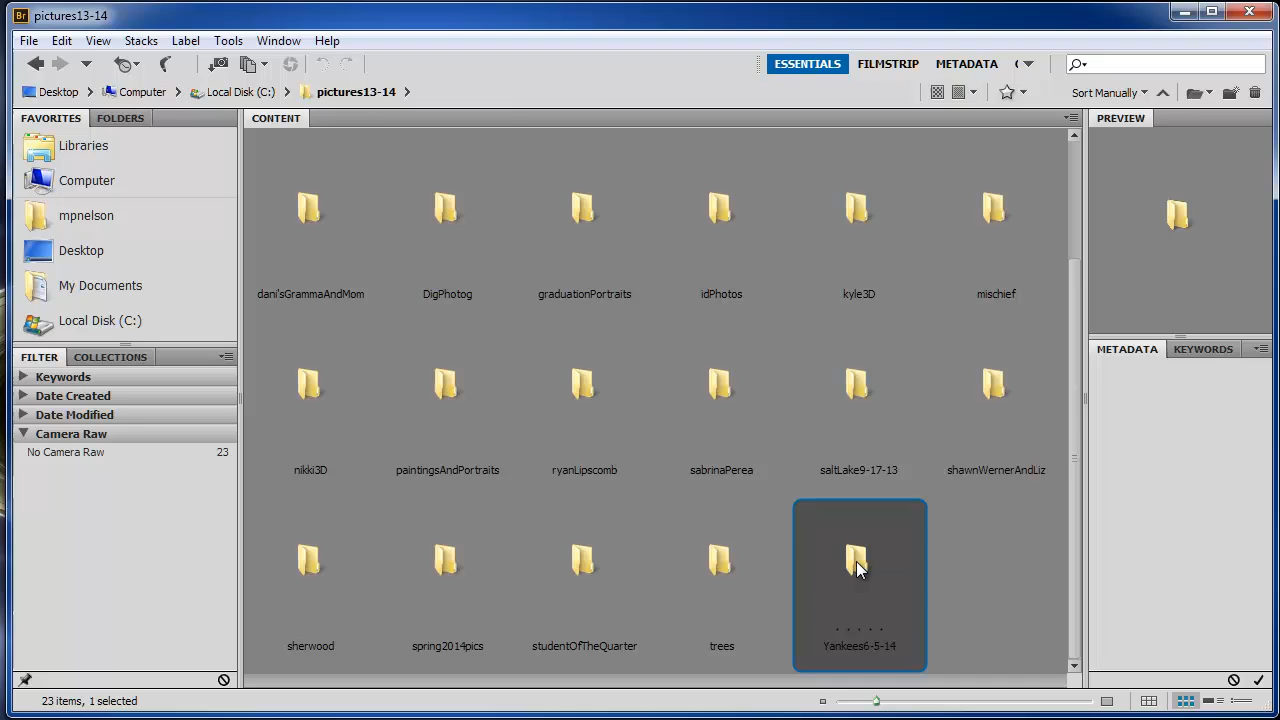 Br pictures13-14
File Edit View Stacks Label Tools Window Help
ESSENTIALS FILMSTRIP METADATA
Desktop Computer Local Disk (C:) pictures13-14 Sort Manually
FAVORITES FOLDERS
Libraries
Computer
mpnelson
Desktop
My Documents
Local Disk (C:)
FILTER COLLECTIONS
Keywords
Date Created
Date Modified
Camera Raw
No Camera Raw 23
CONTENT
dani'sGrammaAndMom DigPhotog graduationPortraits idPhotos kyle3D mischief
nikki3D paintingsAndPortraits ryanLipscomb sabrinaPerea saltLake9-17-13 shawnWernerAndLiz
sherwood spring2014pics studentOfTheQuarter trees Yankees6-5-14
PREVIEW
METADATA KEYWORDS
23 items, 1 selected